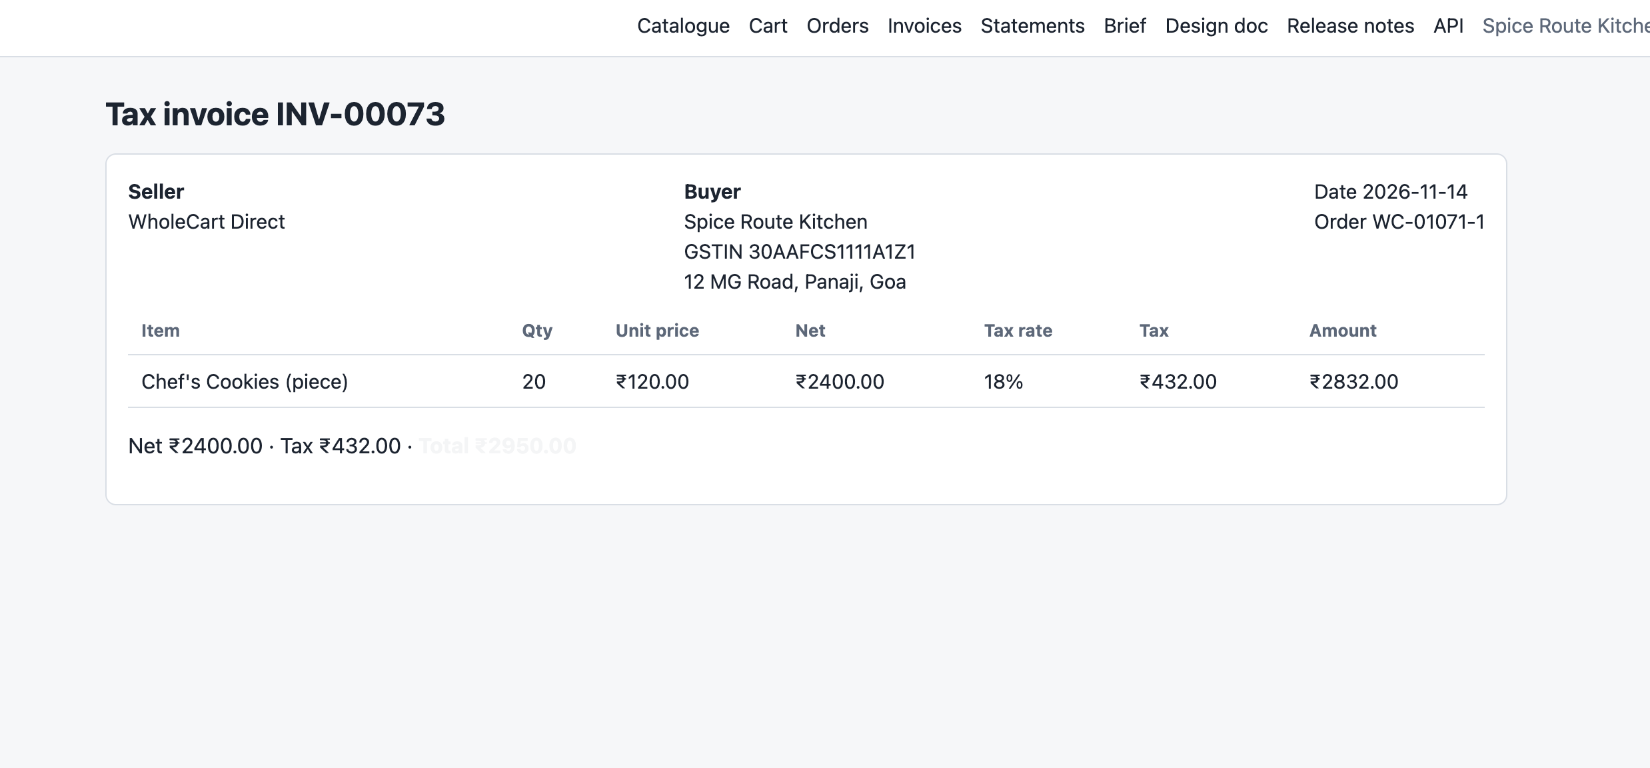 Catalogue Cart Orders Invoices Statements Brief Design doc Release notes API Spice Route Kitche
Tax invoice INV-00073
Seller
WholeCart Direct
Buyer
Spice Route Kitchen
GSTIN 30AAFCS1111A1Z1
12 MG Road, Panaji, Goa
Date 2026-11-14
Order WC-01071-1
Item Qty Unit price Net Tax rate Tax Amount
Chef's Cookies (piece) 20 ₹120.00 ₹2400.00 18% ₹432.00 ₹2832.00
Net ₹2400.00 · Tax ₹432.00 · Total ₹2950.00